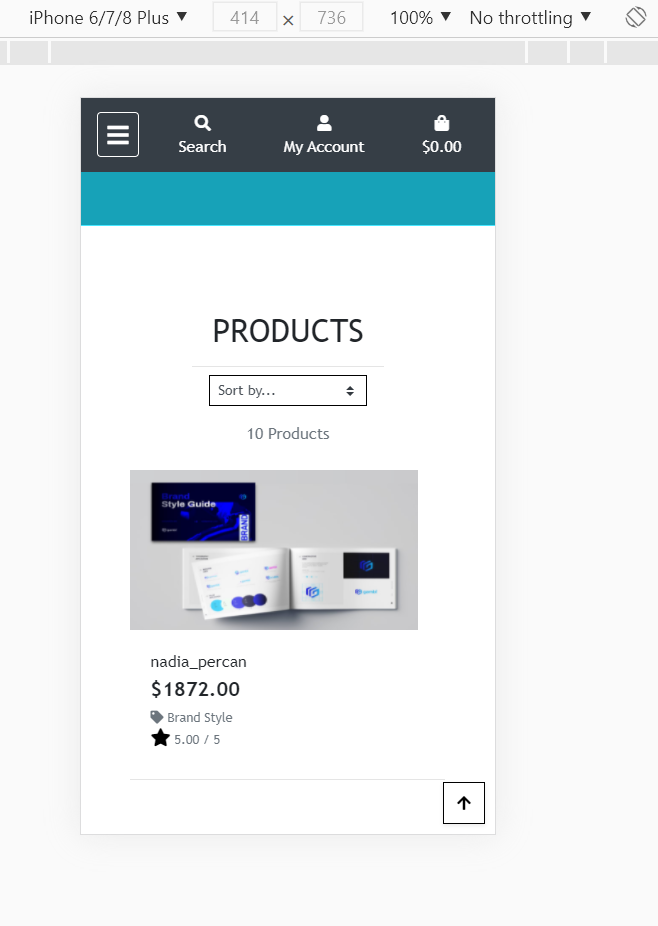 iPhone 6/7/8 Plus ▼ 414 × 736 100% ▼ No throttling ▼
Search My Account $0.00
PRODUCTS
Sort by...
10 Products
Brand
Style Guide
BRAND
nadia_percan
$1872.00
Brand Style
5.00 / 5